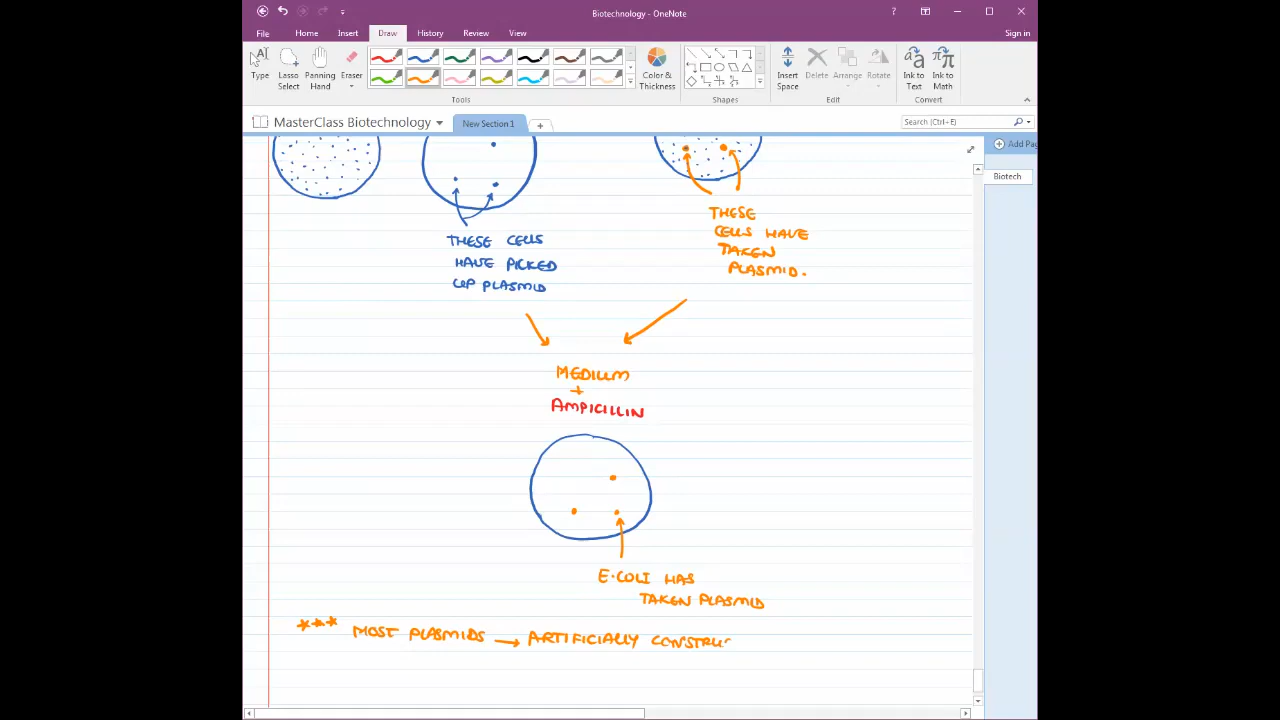 Biotechnology - OneNote
?
File
Home
Insert
Draw
History
Review
View
Sign in
Type
Lasso Select
Panning Hand
Eraser
Color & Thickness
Insert Space
Delete
Arrange
Rotate
Ink to Text
Ink to Math
Tools
Shapes
Edit
Convert
MasterClass Biotechnology
New Section 1
Search (Ctrl+E)
Add Pag
Biotech
THESE CELLS
HAVE PICKED
UP PLASMID
THESE
CELLS HAVE
TAKEN
PLASMID.
MEDIUM
+
AMPICILLIN
E.COLI HAS
TAKEN PLASMID
*** MOST PLASMIDS → ARTIFICIALLY CONSTRUC